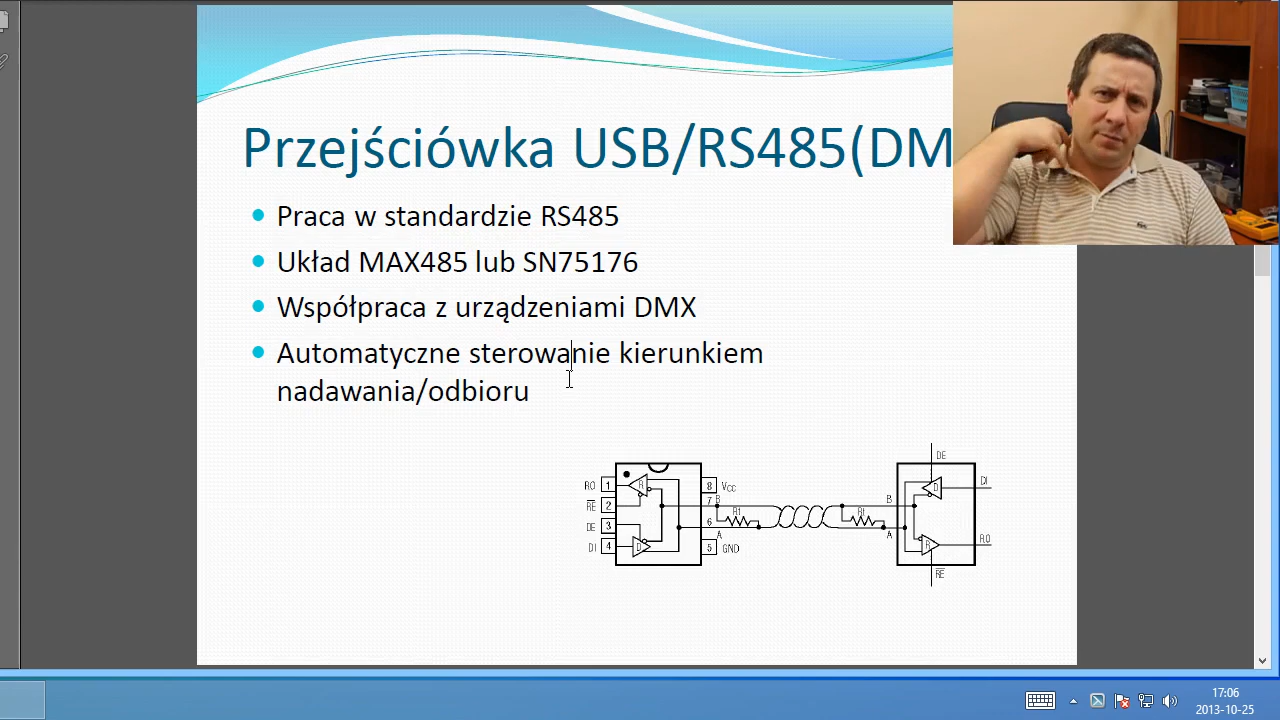 Przejściówka USB/RS485(DM
Praca w standardzie RS485
Układ MAX485 lub SN75176
Współpraca z urządzeniami DMX
Automatyczne sterowanie kierunkiem
nadawania/odbioru
RO 1
RE 2
DE 3
DI 4
R
D
8 VCC
7 B
6 A
5 GND
Rt
Rt
B
A
DE
DI
D
R
RO
RE
17:06
2013-10-25